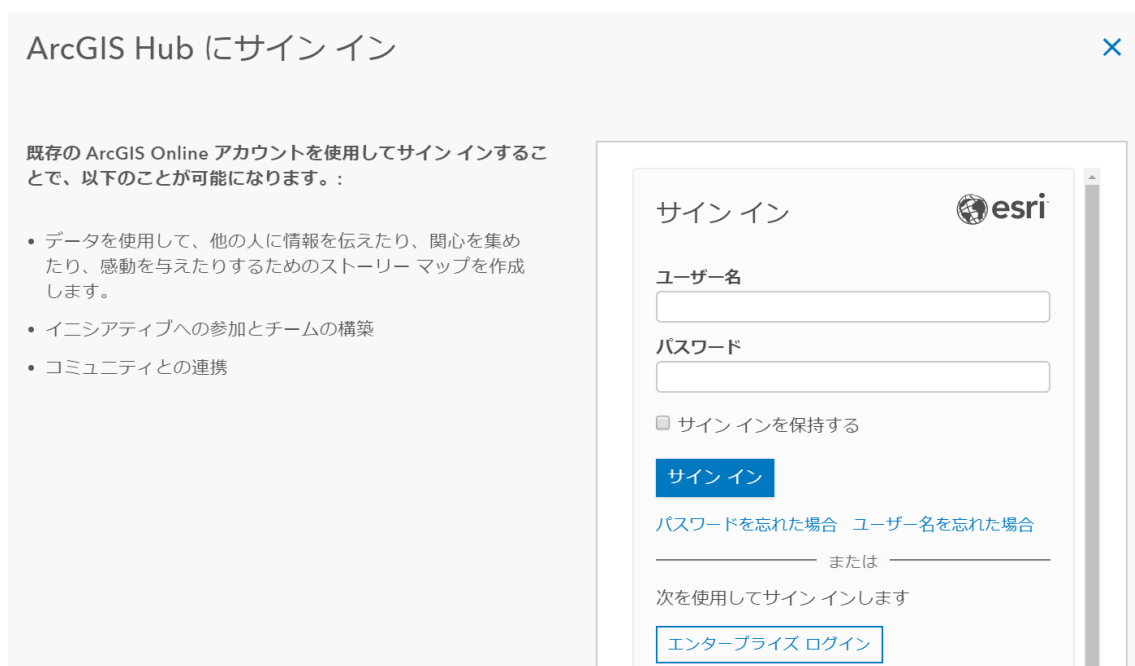 ArcGIS Hub にサイン イン
既存の ArcGIS Online アカウントを使用してサイン インするこ
とで、以下のことが可能になります。:
• データを使用して、他の人に情報を伝えたり、関心を集め
たり、感動を与えたりするためのストーリー マップを作成
します。
• イニシアティブへの参加とチームの構築
• コミュニティとの連携
サイン イン
esri
ユーザー名
パスワード
サイン インを保持する
サイン イン
パスワードを忘れた場合 ユーザー名を忘れた場合
または
次を使用してサイン インします
エンタープライズ ログイン